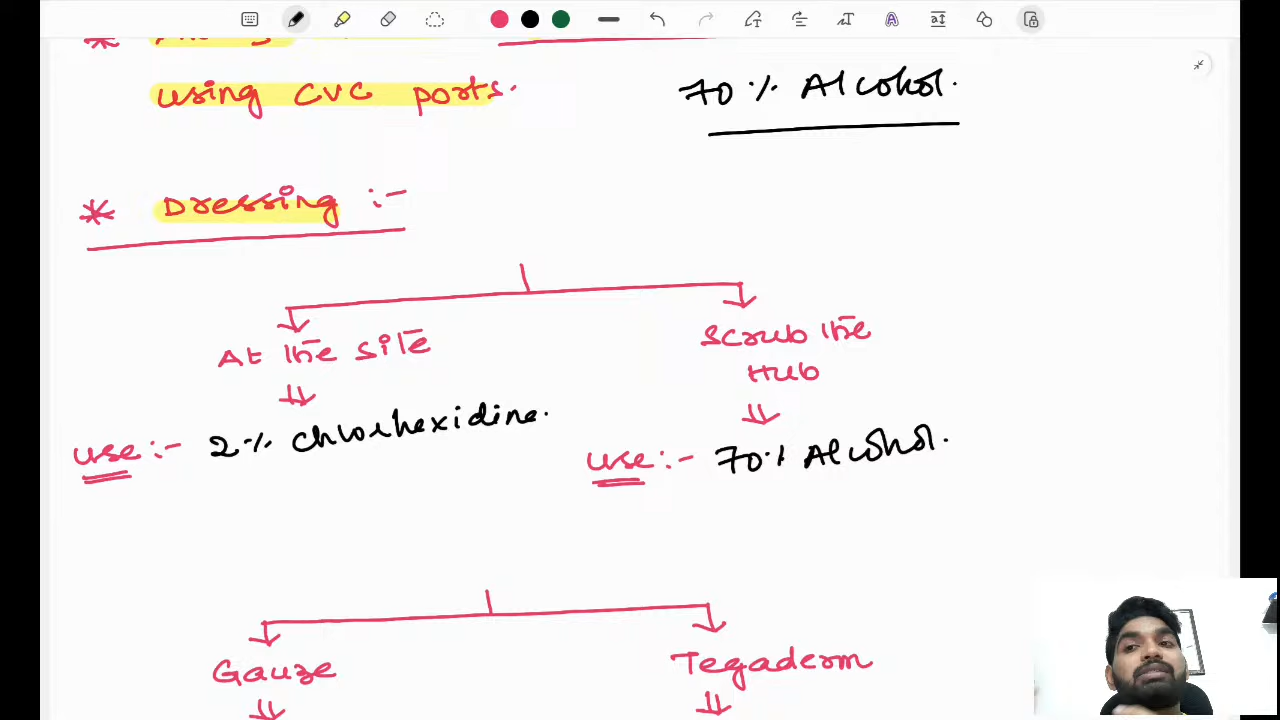 using CVC ports.
70 % Alcohol.
* Dressing :-
At the site
Scrub the
Hub
use :- 2 % chlorhexidine.
use :- 70 % Alcohol.
Gauze
Tegaderm